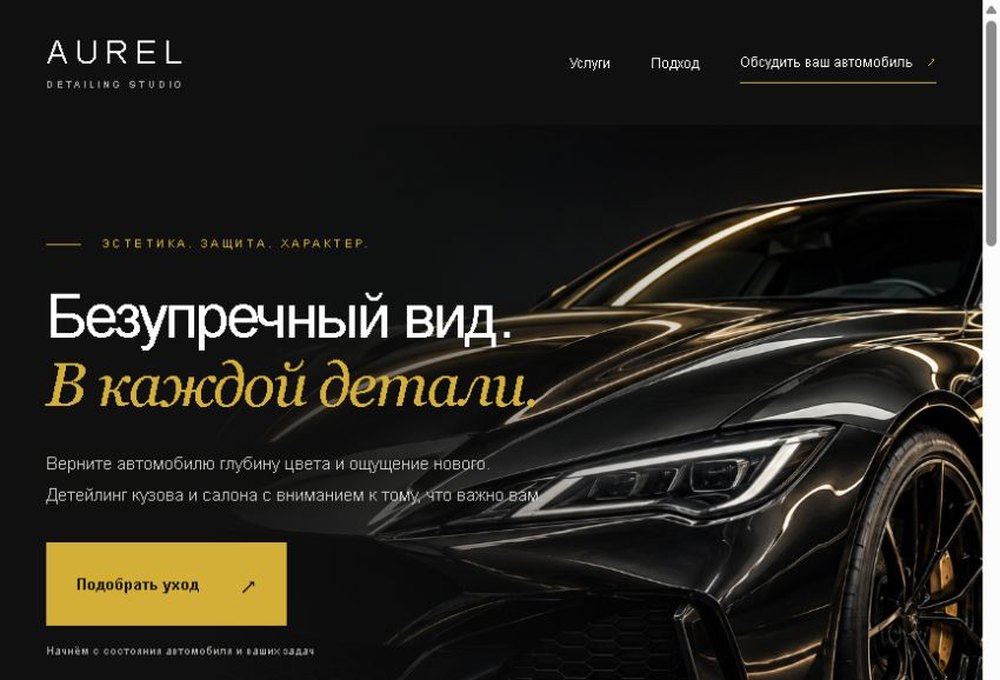 AUREL
DETAILING STUDIO
Услуги
Подход
Обсудить ваш автомобиль ↗
ЭСТЕТИКА. ЗАЩИТА. ХАРАКТЕР.
Безупречный вид.
В каждой детали.
Верните автомобилю глубину цвета и ощущение нового.
Детейлинг кузова и салона с вниманием к тому, что важно вам.
Подобрать уход ↗
Начнём с состояния автомобиля и ваших задач